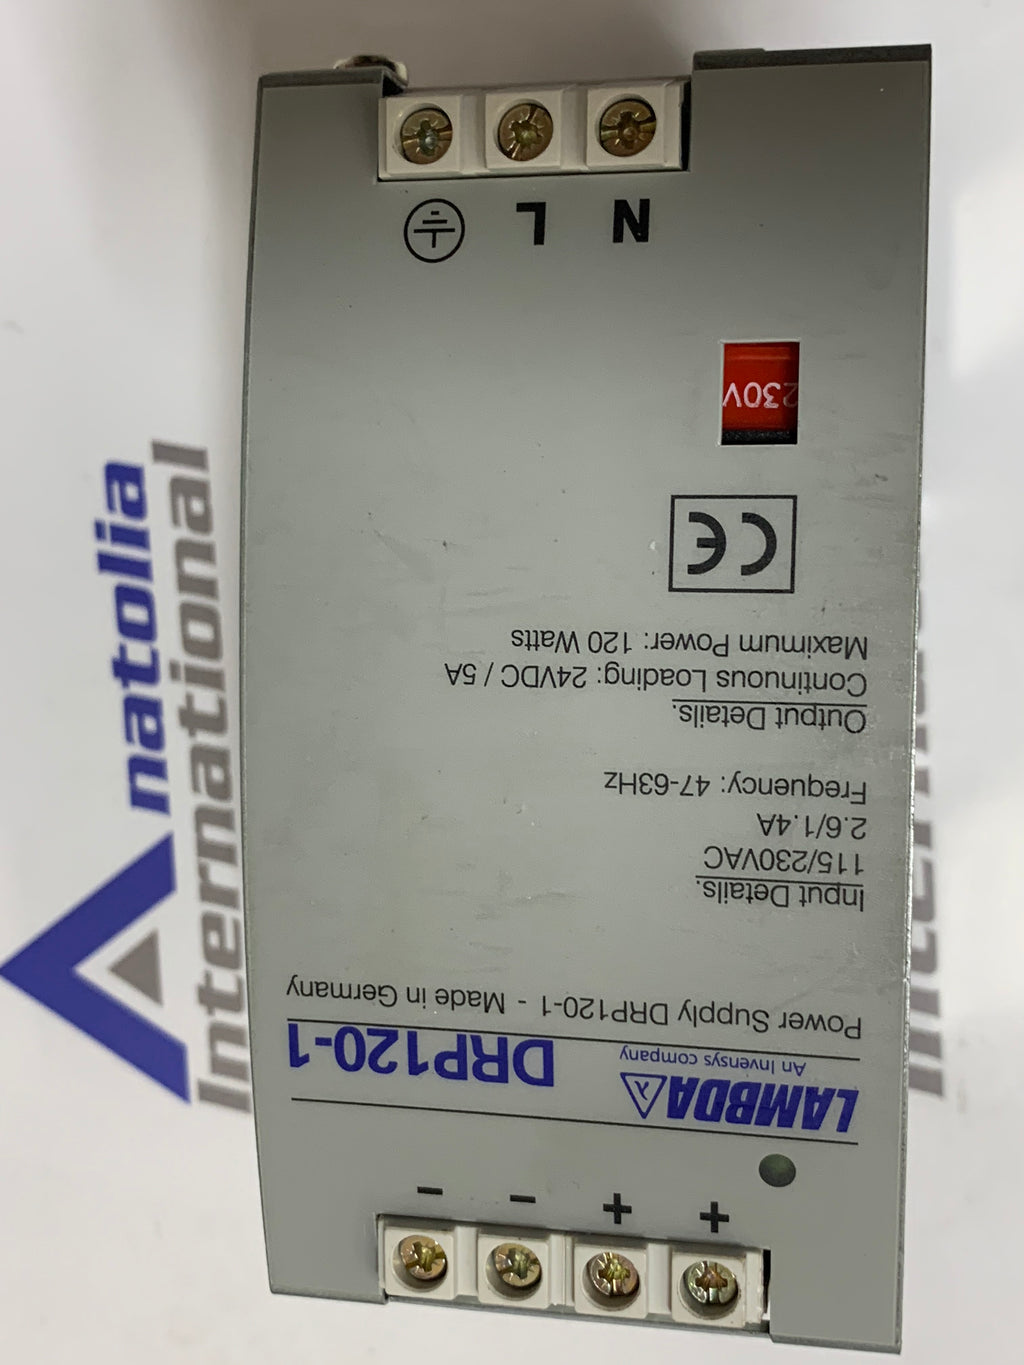 + + - -
LAMBDA λ
An Invensys company
DRP120-1
Power Supply DRP120-1 - Made in Germany
Input Details.
115/230VAC
2.6/1.4A
Frequency: 47-63Hz
Output Details.
Continuous Loading: 24VDC / 5A
Maximum Power: 120 Watts
CE
230V
N L
Anatolia
International